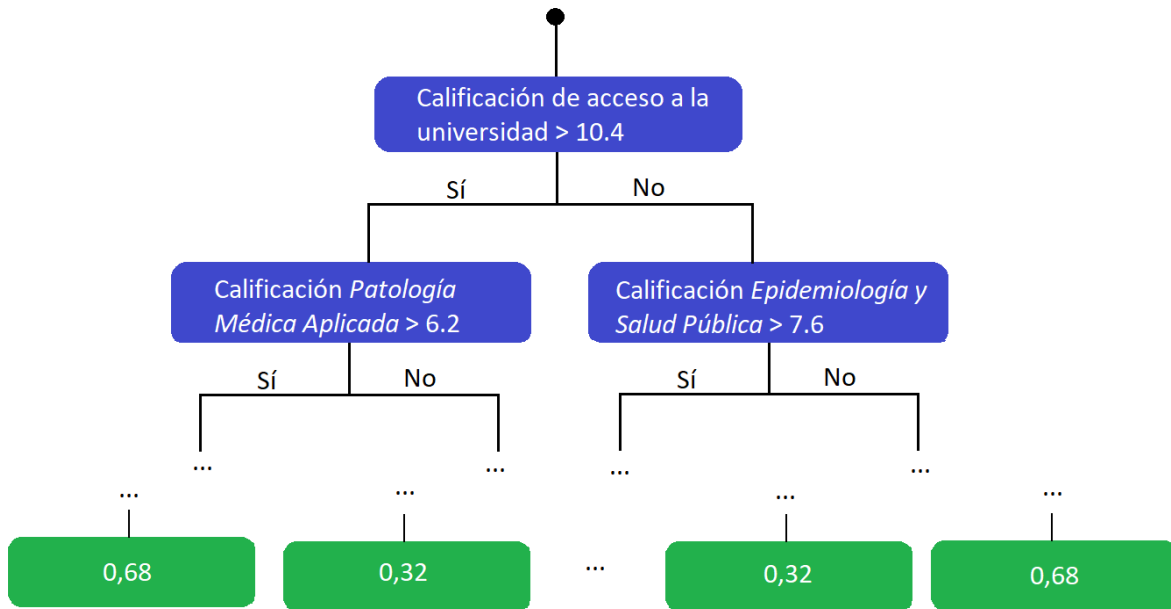 Calificación de acceso a la
universidad > 10.4
Sí
No
Calificación Patología
Médica Aplicada > 6.2
Calificación Epidemiología y
Salud Pública > 7.6
Sí
No
Sí
No
...
...
...
...
...
...
...
...
0,68
0,32
...
0,32
0,68